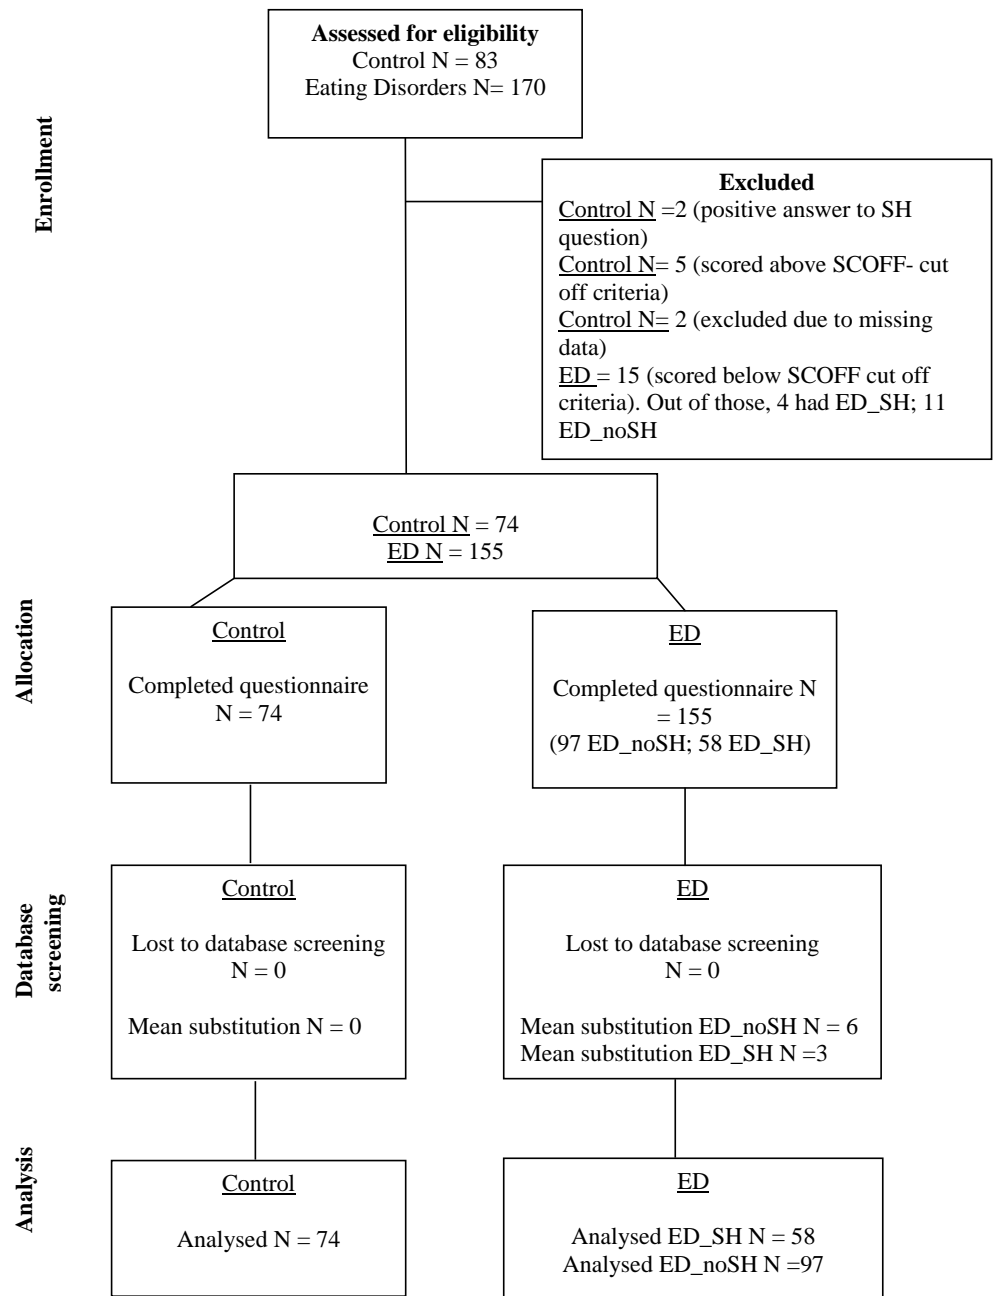 Assessed for eligibility
Control N = 83
Eating Disorders N= 170
Enrollment
Excluded
Control N =2 (positive answer to SH
question)
Control N= 5 (scored above SCOFF- cut
off criteria)
Control N= 2 (excluded due to missing
data)
ED = 15 (scored below SCOFF cut off
criteria). Out of those, 4 had ED_SH; 11
ED_noSH
Control N = 74
ED N = 155
Allocation
Control
Completed questionnaire
N = 74
ED
Completed questionnaire N
= 155
(97 ED_noSH; 58 ED_SH)
Database
screening
Control
Lost to database screening
N = 0
Mean substitution N = 0
ED
Lost to database screening
N = 0
Mean substitution ED_noSH N = 6
Mean substitution ED_SH N =3
Analysis
Control
Analysed N = 74
ED
Analysed ED_SH N = 58
Analysed ED_noSH N =97